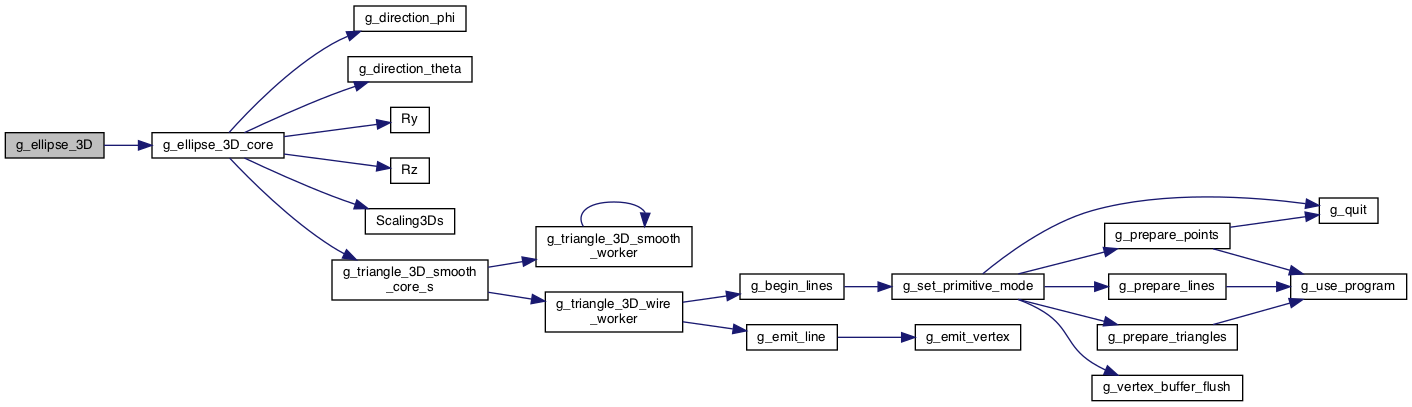 g_ellipse_3D
g_ellipse_3D_core
g_direction_phi
g_direction_theta
Ry
Rz
Scaling3Ds
g_triangle_3D_smooth
_core_s
g_triangle_3D_smooth
_worker
g_triangle_3D_wire
_worker
g_begin_lines
g_emit_line
g_set_primitive_mode
g_emit_vertex
g_prepare_points
g_prepare_lines
g_prepare_triangles
g_vertex_buffer_flush
g_quit
g_use_program